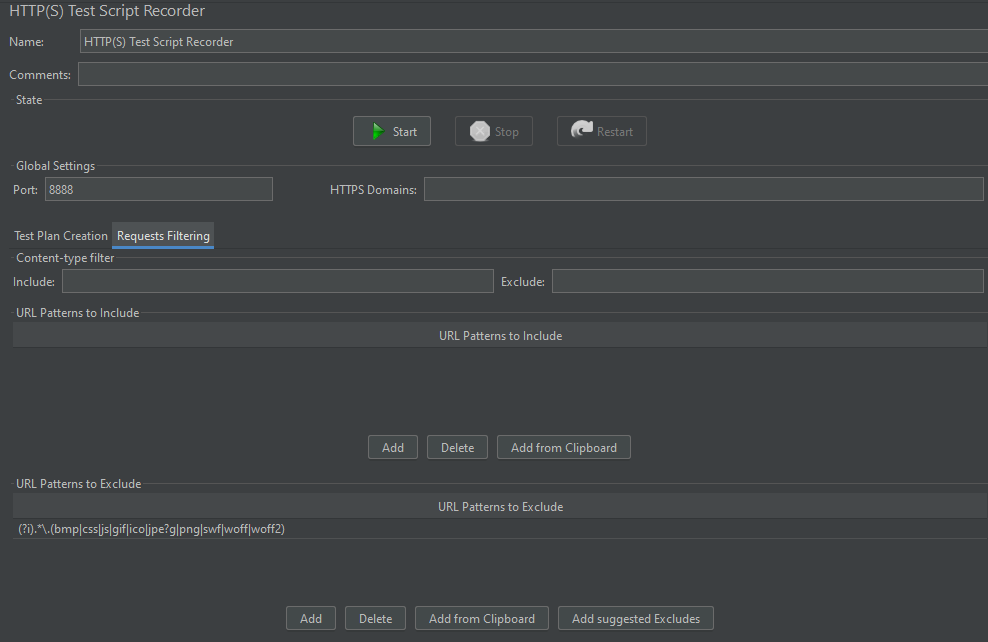 HTTP(S) Test Script Recorder
Name: HTTP(S) Test Script Recorder
Comments:
State
Start Stop Restart
Global Settings
Port: 8888 HTTPS Domains:
Test Plan Creation Requests Filtering
Content-type filter
Include: Exclude:
URL Patterns to Include
URL Patterns to Include
Add Delete Add from Clipboard
URL Patterns to Exclude
URL Patterns to Exclude
(?i).*\.(bmp|css|js|gif|ico|jpe?g|png|swf|woff|woff2)
Add Delete Add from Clipboard Add suggested Excludes